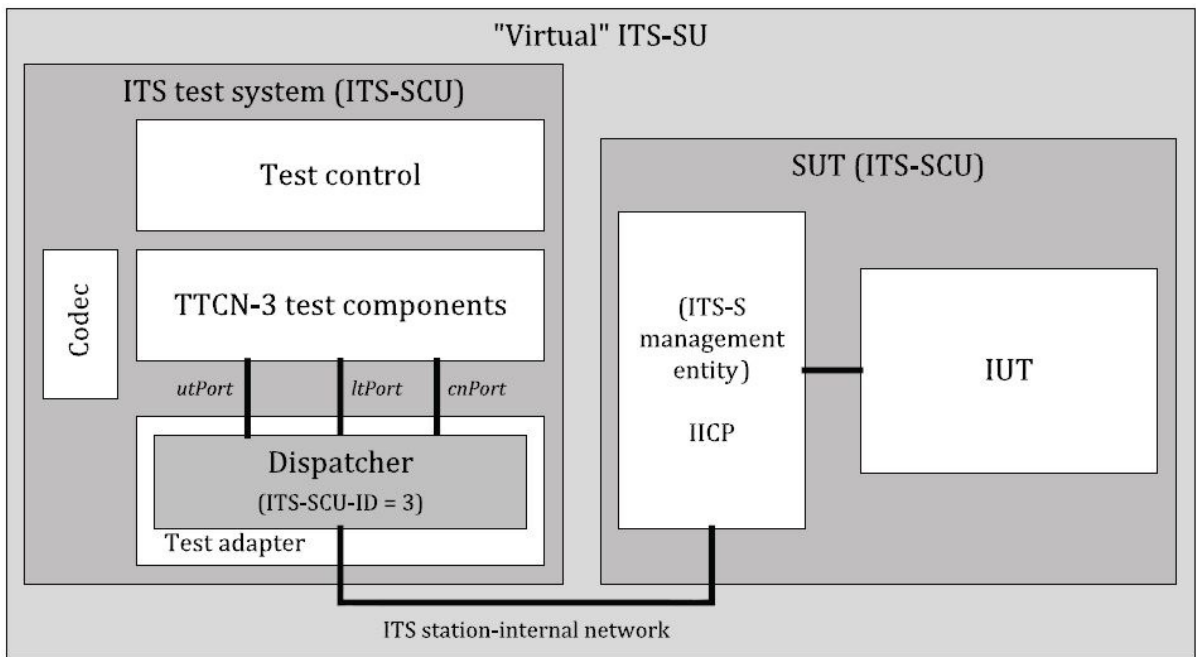 "Virtual" ITS-SU
ITS test system (ITS-SCU)
Test control
Codec
TTCN-3 test components
utPort
ltPort
cnPort
Dispatcher
(ITS-SCU-ID = 3)
Test adapter
SUT (ITS-SCU)
(ITS-S
management
entity)
IICP
IUT
ITS station-internal network